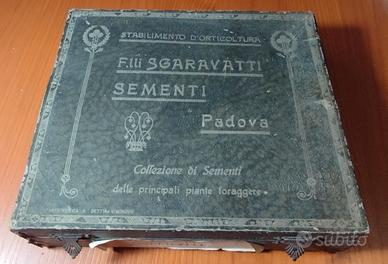 STABILIMENTO D'ORTICOLTURA
F.lli SGARAVATTI
SEMENTI
Padova
Collezione di Sementi
delle principali piante foraggere
subito